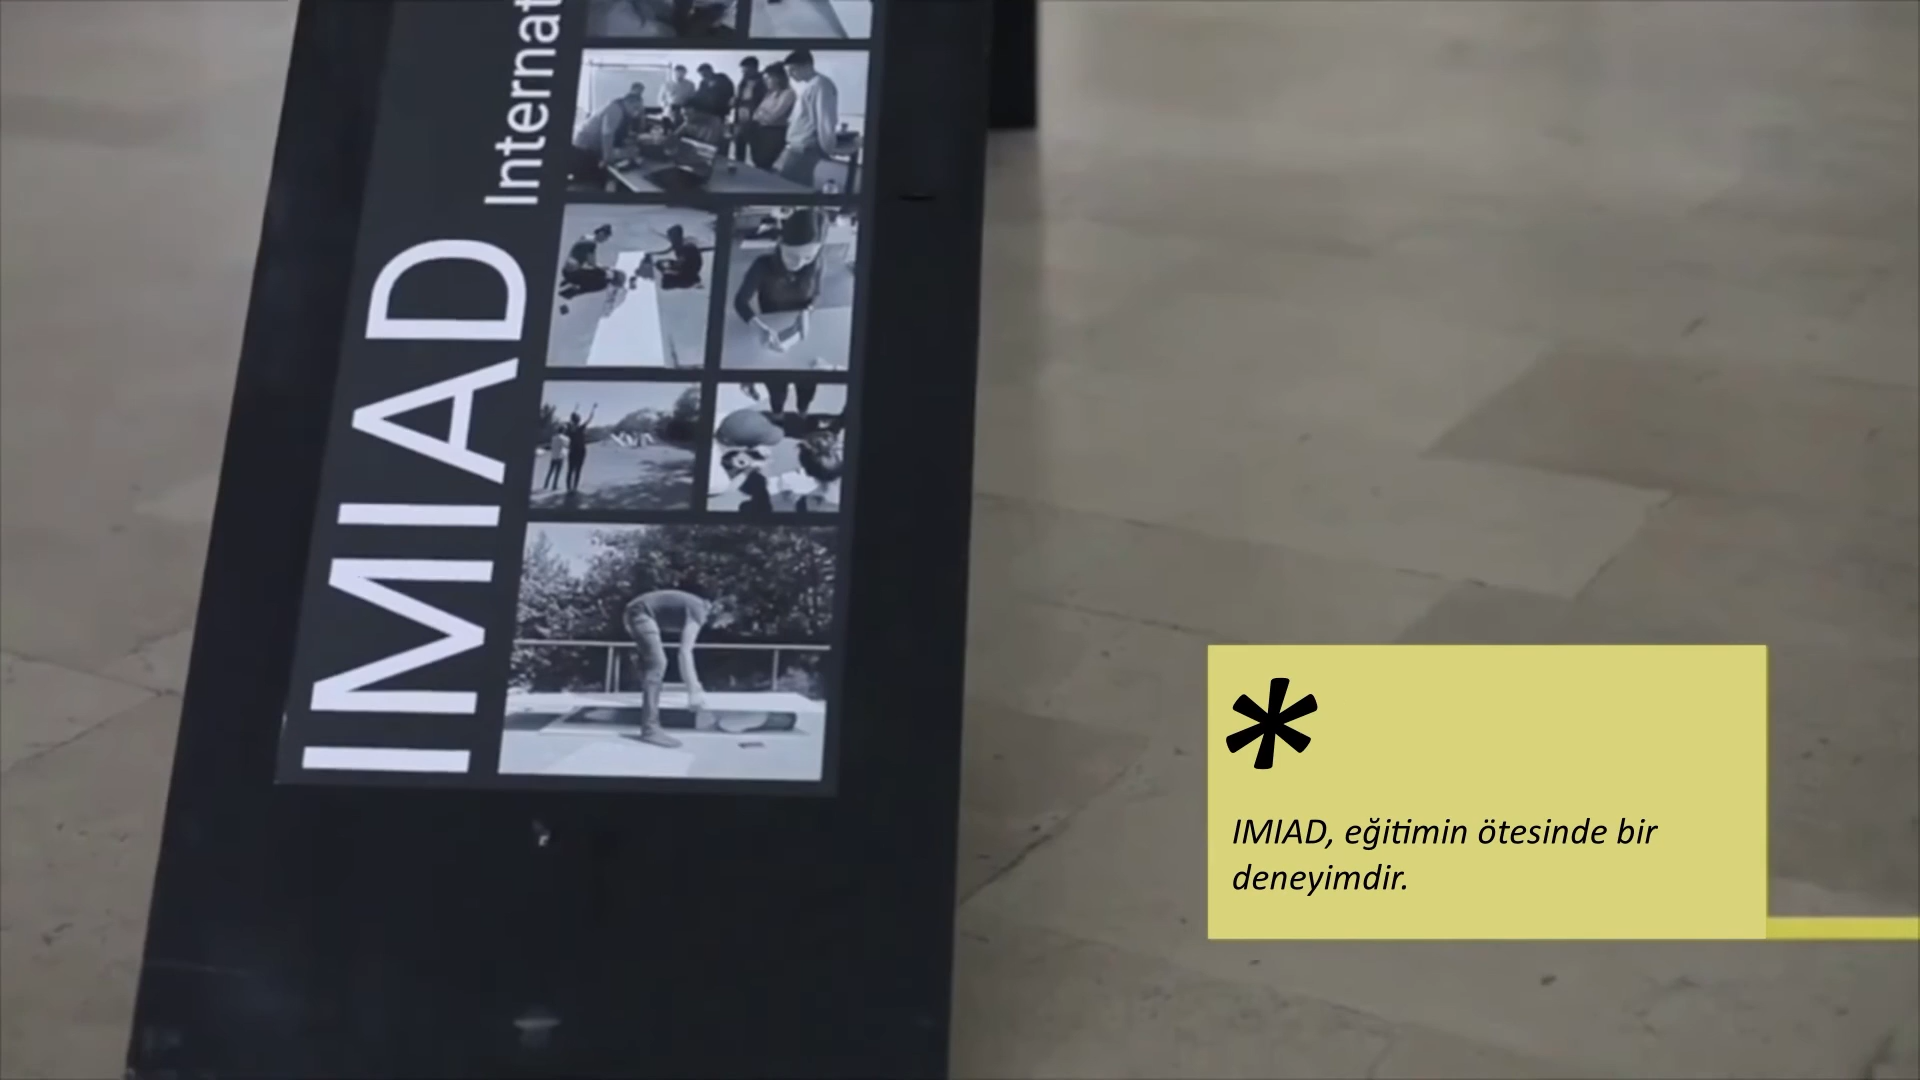 IMIAD
Internat
*
IMIAD, eğitimin ötesinde bir
deneyimdir.